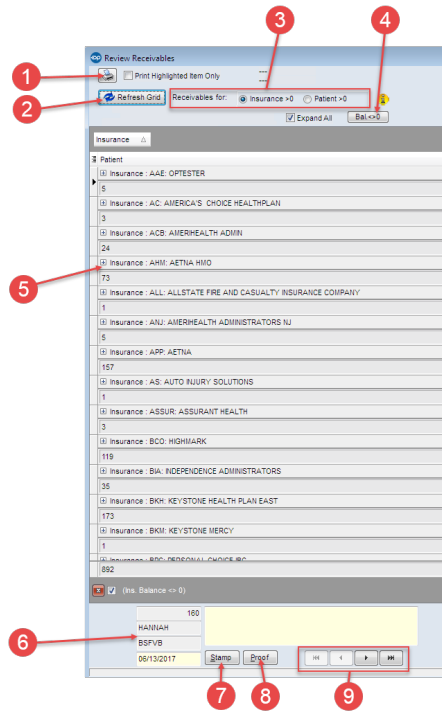 3
4
Review Receivables
1
Print Highlighted Item Only
2
Refresh Grid Receivables for: Insurance >0 Patient >0
Expand All Bal.<>0
Insurance
Patient
Insurance : AAE: OPTESTER
5
Insurance : AC: AMERICA'S CHOICE HEALTHPLAN
3
Insurance : ACB: AMERIHEALTH ADMIN
24
5
Insurance : AHM: AETNA HMO
73
Insurance : ALL: ALLSTATE FIRE AND CASUALTY INSURANCE COMPANY
1
Insurance : ANJ: AMERIHEALTH ADMINISTRATORS NJ
5
Insurance : APP: AETNA
157
Insurance : AS: AUTO INJURY SOLUTIONS
1
Insurance : ASSUR: ASSURANT HEALTH
3
Insurance : BCO: HIGHMARK
119
Insurance : BIA: INDEPENDENCE ADMINISTRATORS
35
Insurance : BKH: KEYSTONE HEALTH PLAN EAST
173
Insurance : BKM: KEYSTONE MERCY
1
Insurance : BPC: PERSONAL CHOICE IBC
892
(Ins. Balance <> 0)
160
6
HANNAH
BSFVB
06/13/2017 Stamp Proof
7
8
9